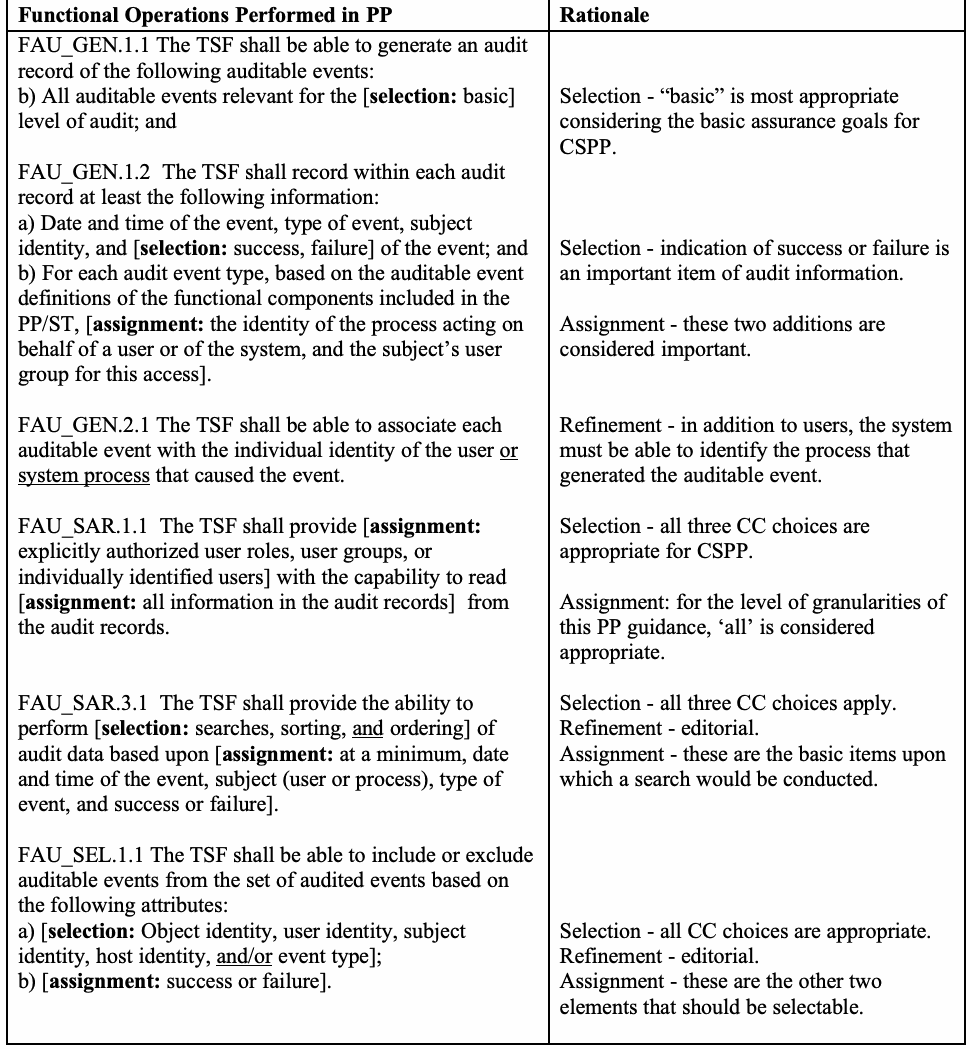 Functional Operations Performed in PP
Rationale
FAU_GEN.1.1 The TSF shall be able to generate an audit
record of the following auditable events:
b) All auditable events relevant for the [selection: basic]
level of audit; and
Selection - “basic” is most appropriate
considering the basic assurance goals for
CSPP.
FAU_GEN.1.2 The TSF shall record within each audit
record at least the following information:
a) Date and time of the event, type of event, subject
identity, and [selection: success, failure] of the event; and
b) For each audit event type, based on the auditable event
definitions of the functional components included in the
PP/ST, [assignment: the identity of the process acting on
behalf of a user or of the system, and the subject’s user
group for this access].
Selection - indication of success or failure is
an important item of audit information.
Assignment - these two additions are
considered important.
FAU_GEN.2.1 The TSF shall be able to associate each
auditable event with the individual identity of the user or
system process that caused the event.
Refinement - in addition to users, the system
must be able to identify the process that
generated the auditable event.
FAU_SAR.1.1 The TSF shall provide [assignment:
explicitly authorized user roles, user groups, or
individually identified users] with the capability to read
[assignment: all information in the audit records] from
the audit records.
Selection - all three CC choices are
appropriate for CSPP.
Assignment: for the level of granularities of
this PP guidance, ‘all’ is considered
appropriate.
FAU_SAR.3.1 The TSF shall provide the ability to
perform [selection: searches, sorting, and ordering] of
audit data based upon [assignment: at a minimum, date
and time of the event, subject (user or process), type of
event, and success or failure].
Selection - all three CC choices apply.
Refinement - editorial.
Assignment - these are the basic items upon
which a search would be conducted.
FAU_SEL.1.1 The TSF shall be able to include or exclude
auditable events from the set of audited events based on
the following attributes:
a) [selection: Object identity, user identity, subject
identity, host identity, and/or event type];
b) [assignment: success or failure].
Selection - all CC choices are appropriate.
Refinement - editorial.
Assignment - these are the other two
elements that should be selectable.